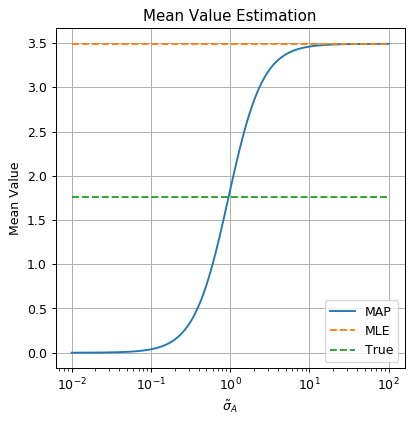 Mean Value Estimation
Mean Value
3.5
3.0
2.5
2.0
1.5
1.0
0.5
0.0
10⁻² 10⁻¹ 10⁰ 10¹ 10²
σ̃_A
MAP
MLE
True